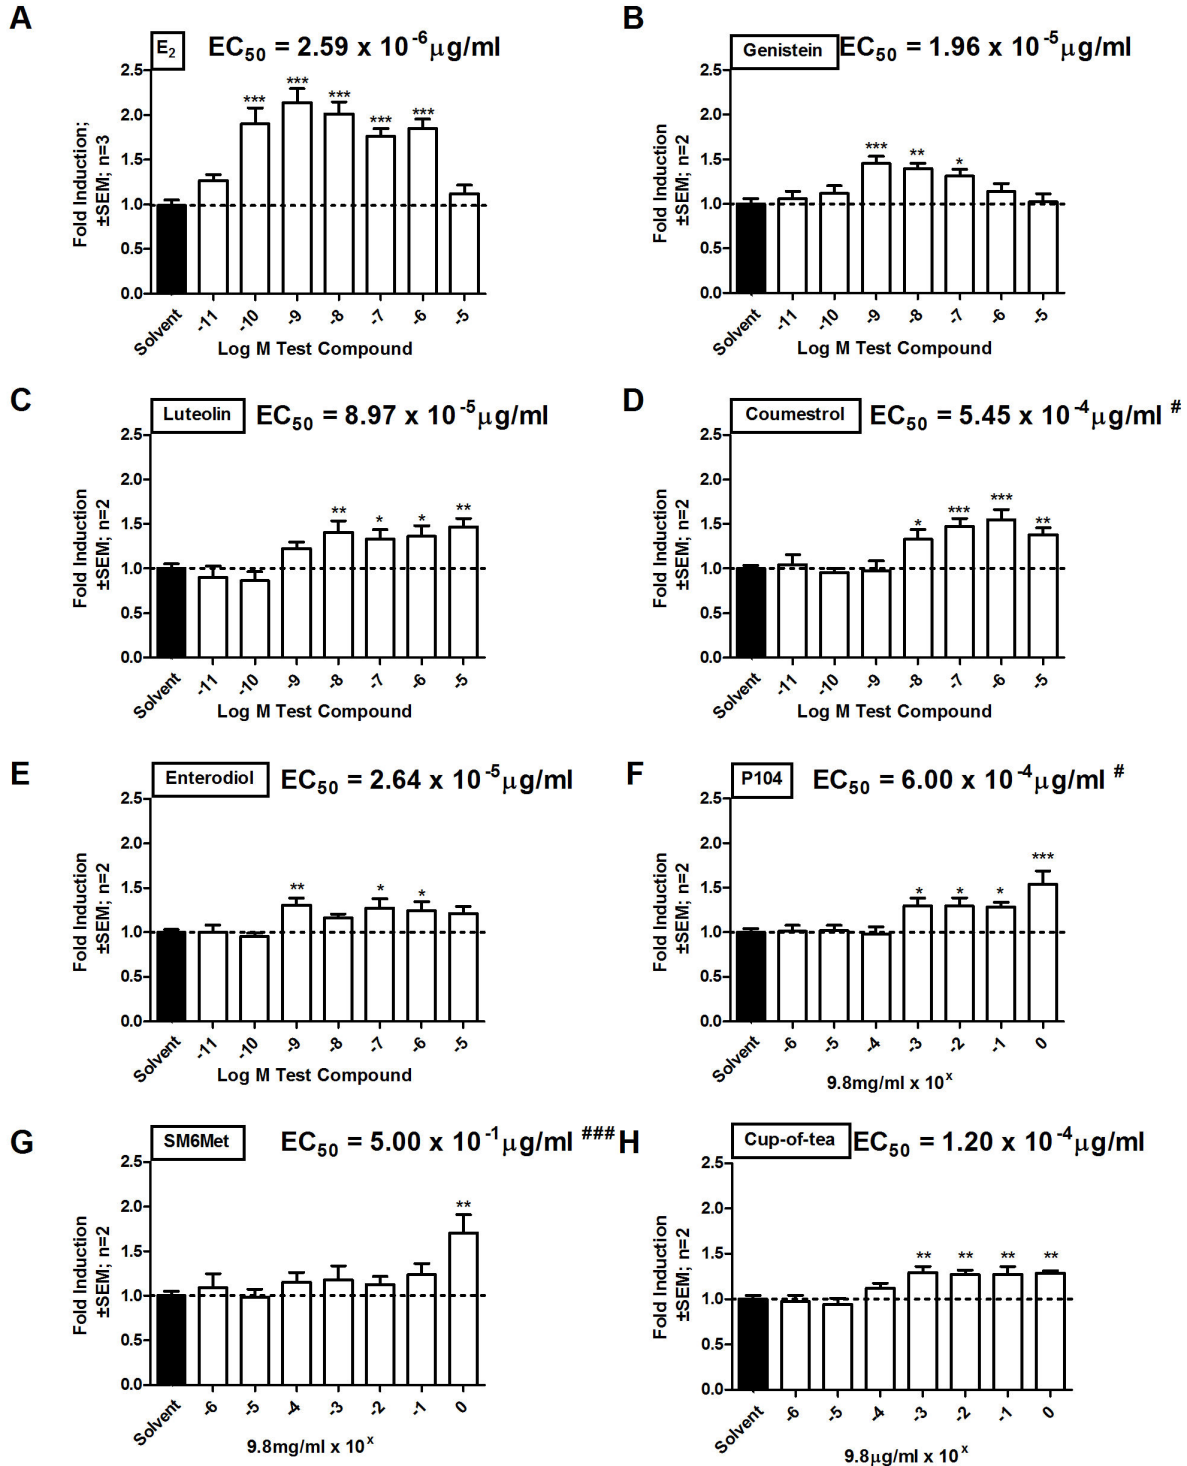 A
E2
EC50 = 2.59 x 10-6μg/ml
Fold Induction;
±SEM; n=3
2.5
***
***
***
***
***
2.0
1.5
1.0
0.5
0.0
Solvent
-11
-10
-9
-8
-7
-6
-5
Log M Test Compound
B
Genistein
EC50 = 1.96 x 10-5μg/ml
Fold Induction
±SEM; n=2
2.5
2.0
1.5
1.0
0.5
0.0
***
**
*
Solvent
-11
-10
-9
-8
-7
-6
-5
Log M Test Compound
C
Luteolin
EC50 = 8.97 x 10-5μg/ml
Fold Induction
±SEM; n=2
2.5
2.0
1.5
1.0
0.5
0.0
**
*
*
**
Solvent
-11
-10
-9
-8
-7
-6
-5
Log M Test Compound
D
Coumestrol
EC50 = 5.45 x 10-4μg/ml #
Fold Induction
±SEM; n=2
2.5
2.0
1.5
1.0
0.5
0.0
*
***
***
**
Solvent
-11
-10
-9
-8
-7
-6
-5
Log M Test Compound
E
Enterodiol
EC50 = 2.64 x 10-5μg/ml
Fold Induction
±SEM; n=2
2.5
2.0
1.5
1.0
0.5
0.0
**
*
*
Solvent
-11
-10
-9
-8
-7
-6
-5
Log M Test Compound
F
P104
EC50 = 6.00 x 10-4μg/ml #
Fold Induction
±SEM; n=2
2.5
2.0
1.5
1.0
0.5
0.0
*
*
*
***
Solvent
-6
-5
-4
-3
-2
-1
0
9.8mg/ml x 10x
G
SM6Met
EC50 = 5.00 x 10-1μg/ml ###
Fold Induction
±SEM; n=2
2.5
2.0
1.5
1.0
0.5
0.0
**
Solvent
-6
-5
-4
-3
-2
-1
0
9.8mg/ml x 10x
H
Cup-of-tea
EC50 = 1.20 x 10-4μg/ml
Fold Induction
±SEM; n=2
2.5
2.0
1.5
1.0
0.5
0.0
**
**
**
**
Solvent
-6
-5
-4
-3
-2
-1
0
9.8μg/ml x 10x